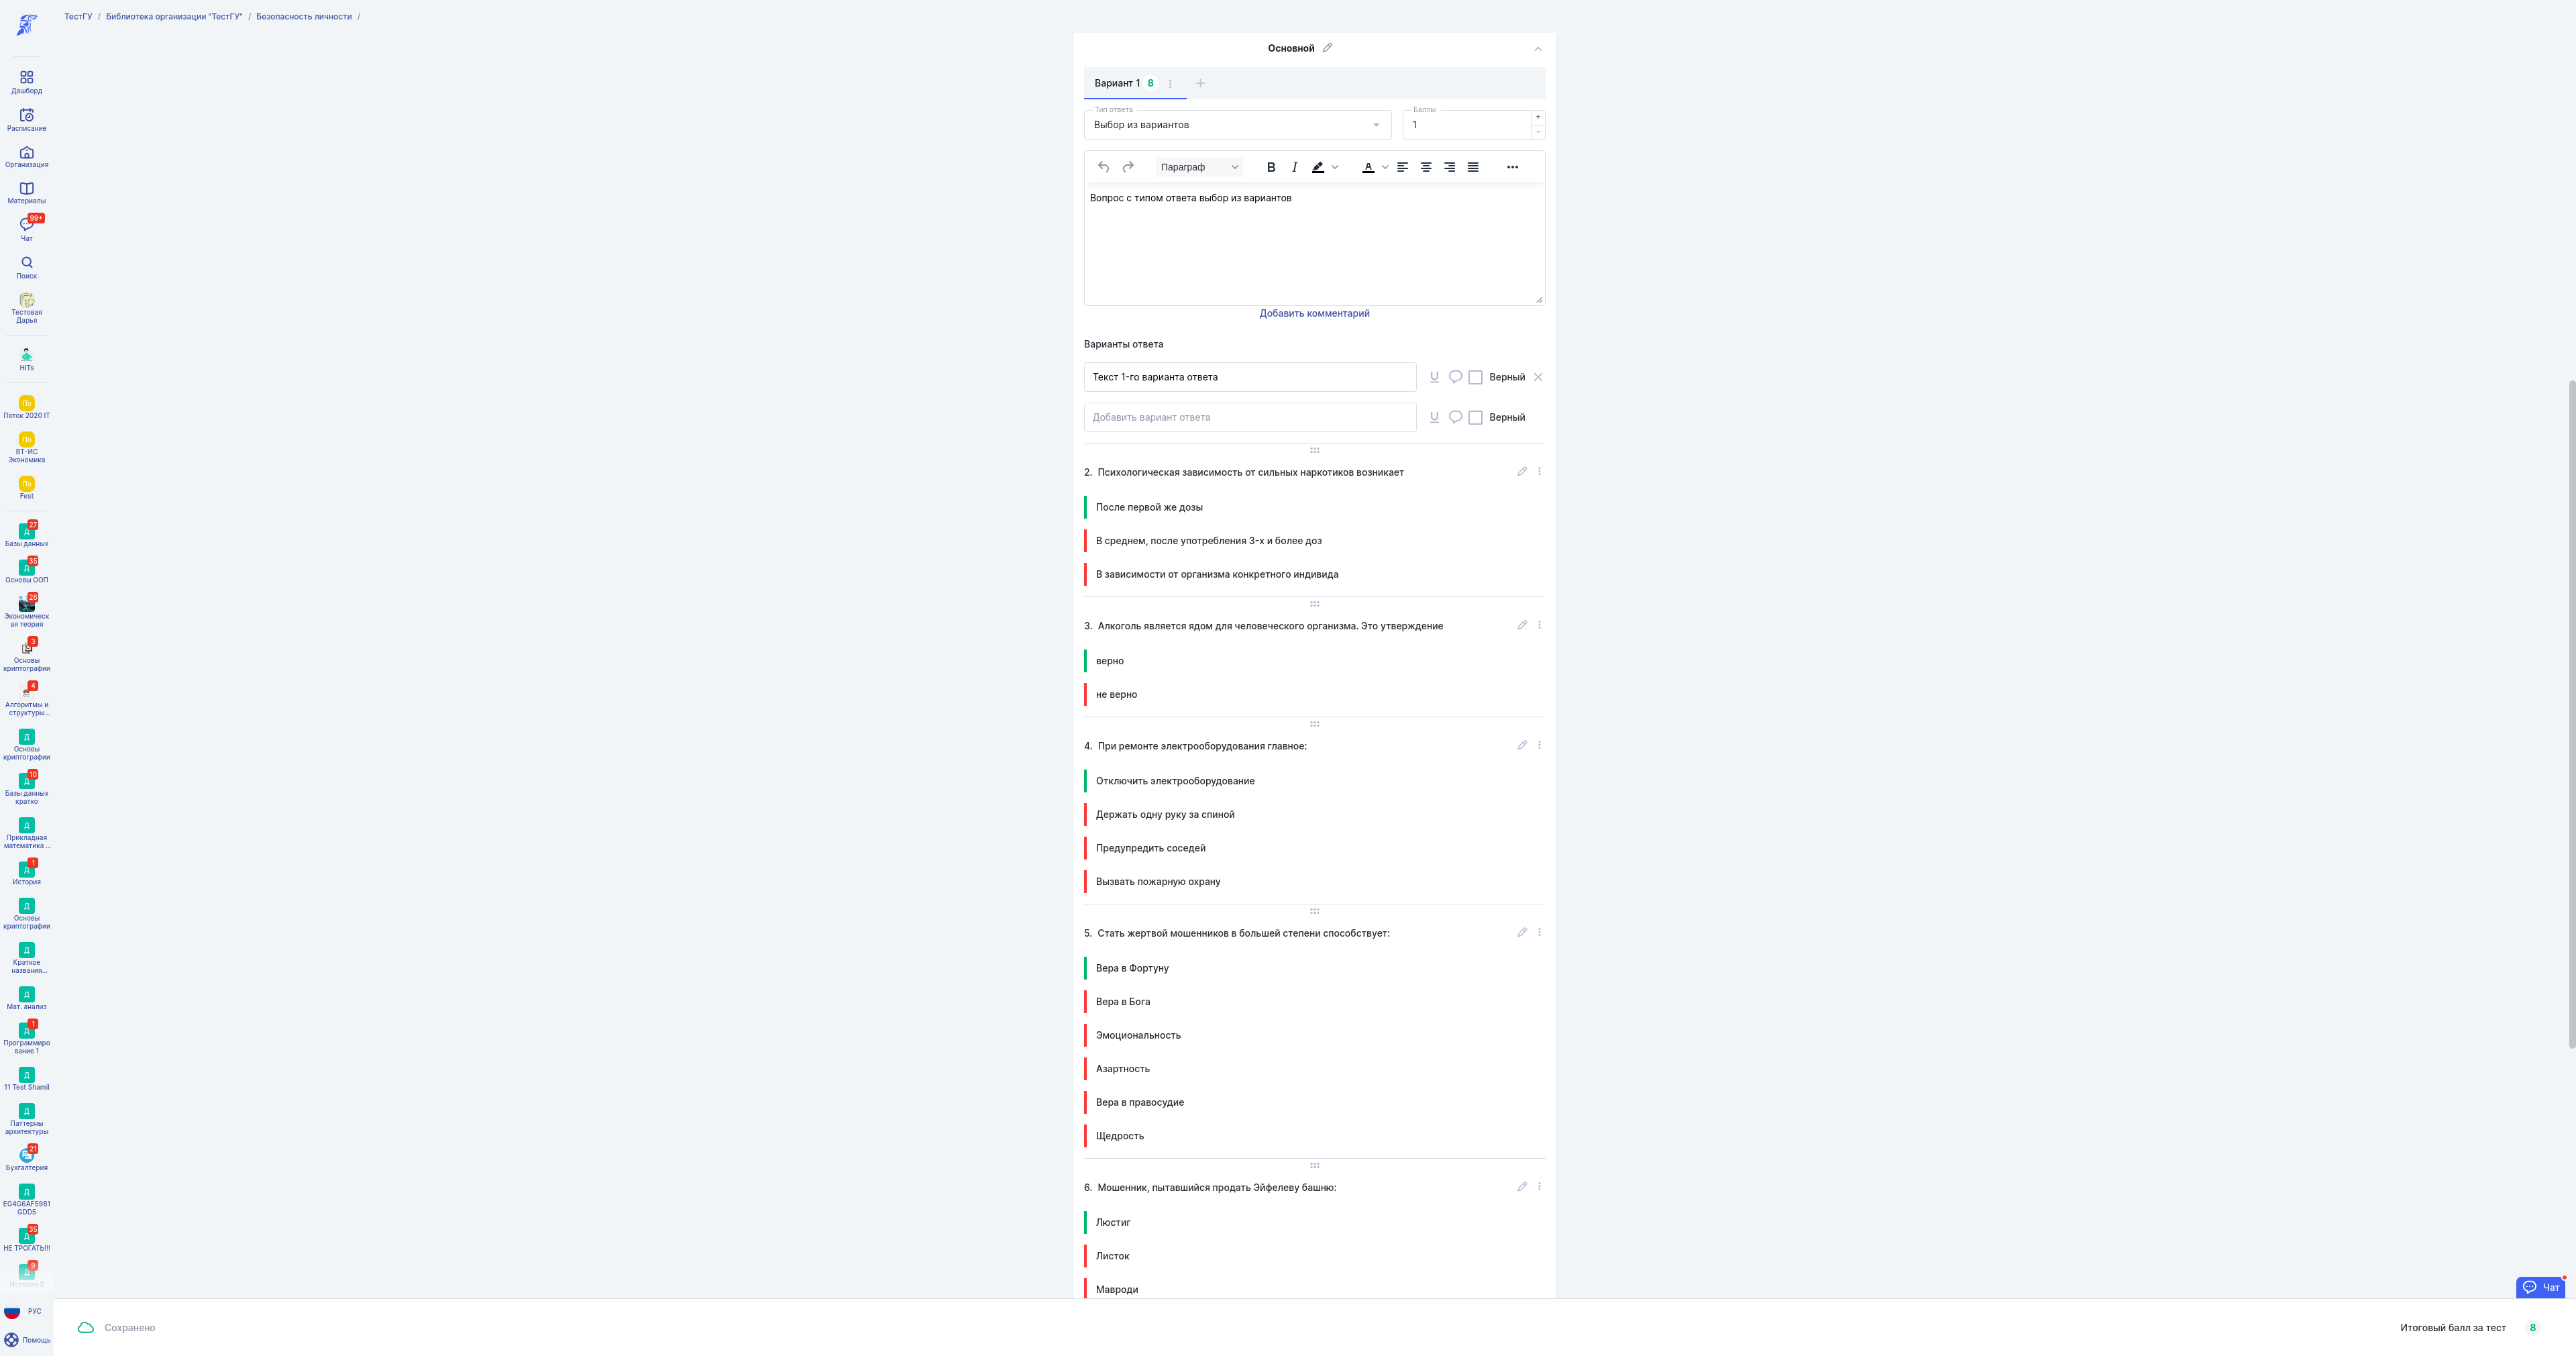 ТестГУ / Библиотека организации "ТестГУ" / Безопасность личности /
Дашборд
Расписание
Организация
Материалы
99+
Чат
Поиск
Тестовая
Дарья
HITs
По
Поток 2020 IT
По
ВТ-ИС
Экономика
По
Fest
27
Д
Базы данных
35
Д
Основы ООП
28
Экономическ
ая теория
3
Основы
криптографии
4
Алгоритмы и
структуры...
Д
Основы
криптографии
10
Д
Базы данных
кратко
Д
Прикладная
математика ...
1
Д
История
Д
Основы
криптографии
Д
Краткое
названия...
Д
Мат. анализ
1
Д
Программиро
вание 1
Д
11 Test Shamil
Д
Паттерны
архитектуры
21
Бухгалтерия
Д
EG4G6AF5981
GDD5
35
Д
НЕ ТРОГАТЬ!!!
9
Д
История 2
РУС
Помощь
Основной
Вариант 1 8
Тип ответа
Выбор из вариантов
Баллы
1
+
-
Параграф
B I A
Вопрос с типом ответа выбор из вариантов
Добавить комментарий
Варианты ответа
Текст 1-го варианта ответа U Верный
Добавить вариант ответа U Верный
2. Психологическая зависимость от сильных наркотиков возникает
После первой же дозы
В среднем, после употребления 3-х и более доз
В зависимости от организма конкретного индивида
3. Алкоголь является ядом для человеческого организма. Это утверждение
верно
не верно
4. При ремонте электрооборудования главное:
Отключить электрооборудование
Держать одну руку за спиной
Предупредить соседей
Вызвать пожарную охрану
5. Стать жертвой мошенников в большей степени способствует:
Вера в Фортуну
Вера в Бога
Эмоциональность
Азартность
Вера в правосудие
Щедрость
6. Мошенник, пытавшийся продать Эйфелеву башню:
Люстиг
Листок
Мавроди
Чат
Сохранено
Итоговый балл за тест 8